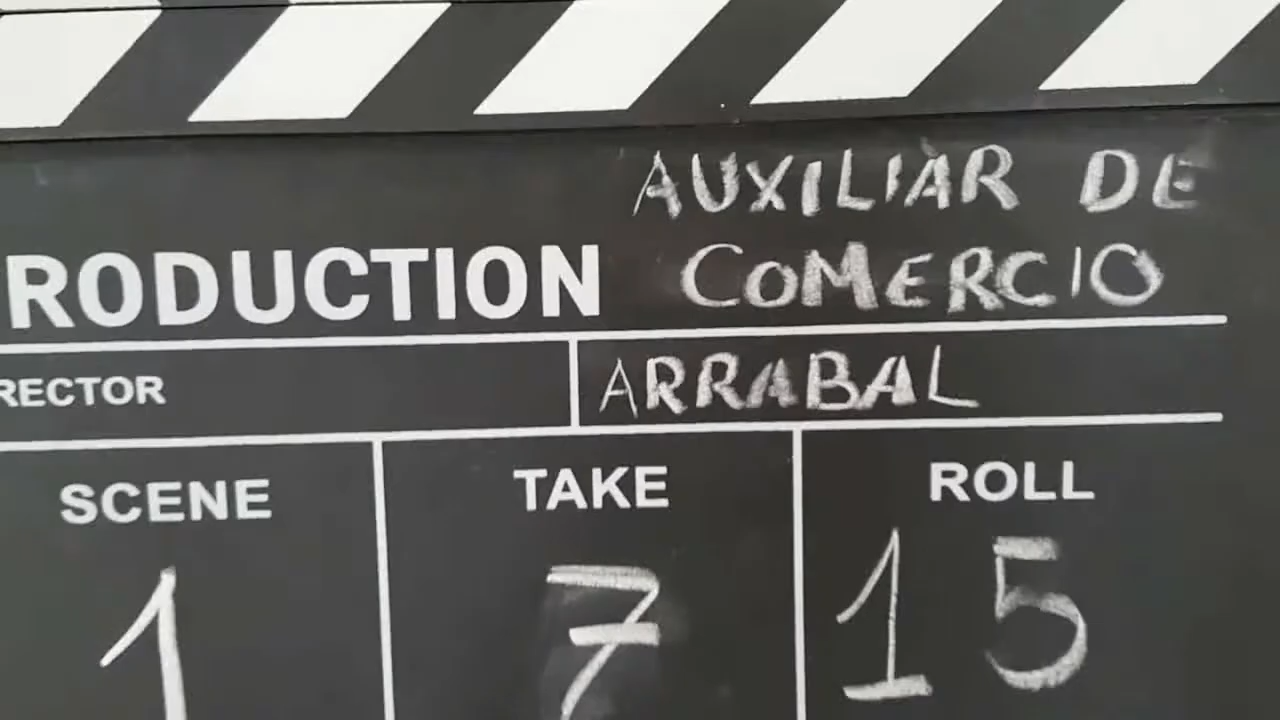 AUXILIAR DE
RODUCTION COMERCIO
RECTOR ARRABAL
SCENE TAKE ROLL
1 7 15